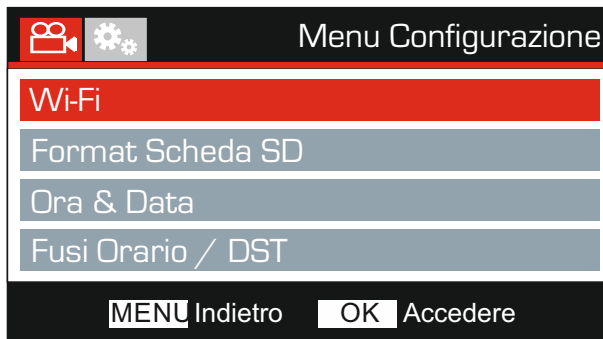 Menu Configurazione
Wi-Fi
Format Scheda SD
Ora & Data
Fusi Orario / DST
MENU Indietro OK Accedere